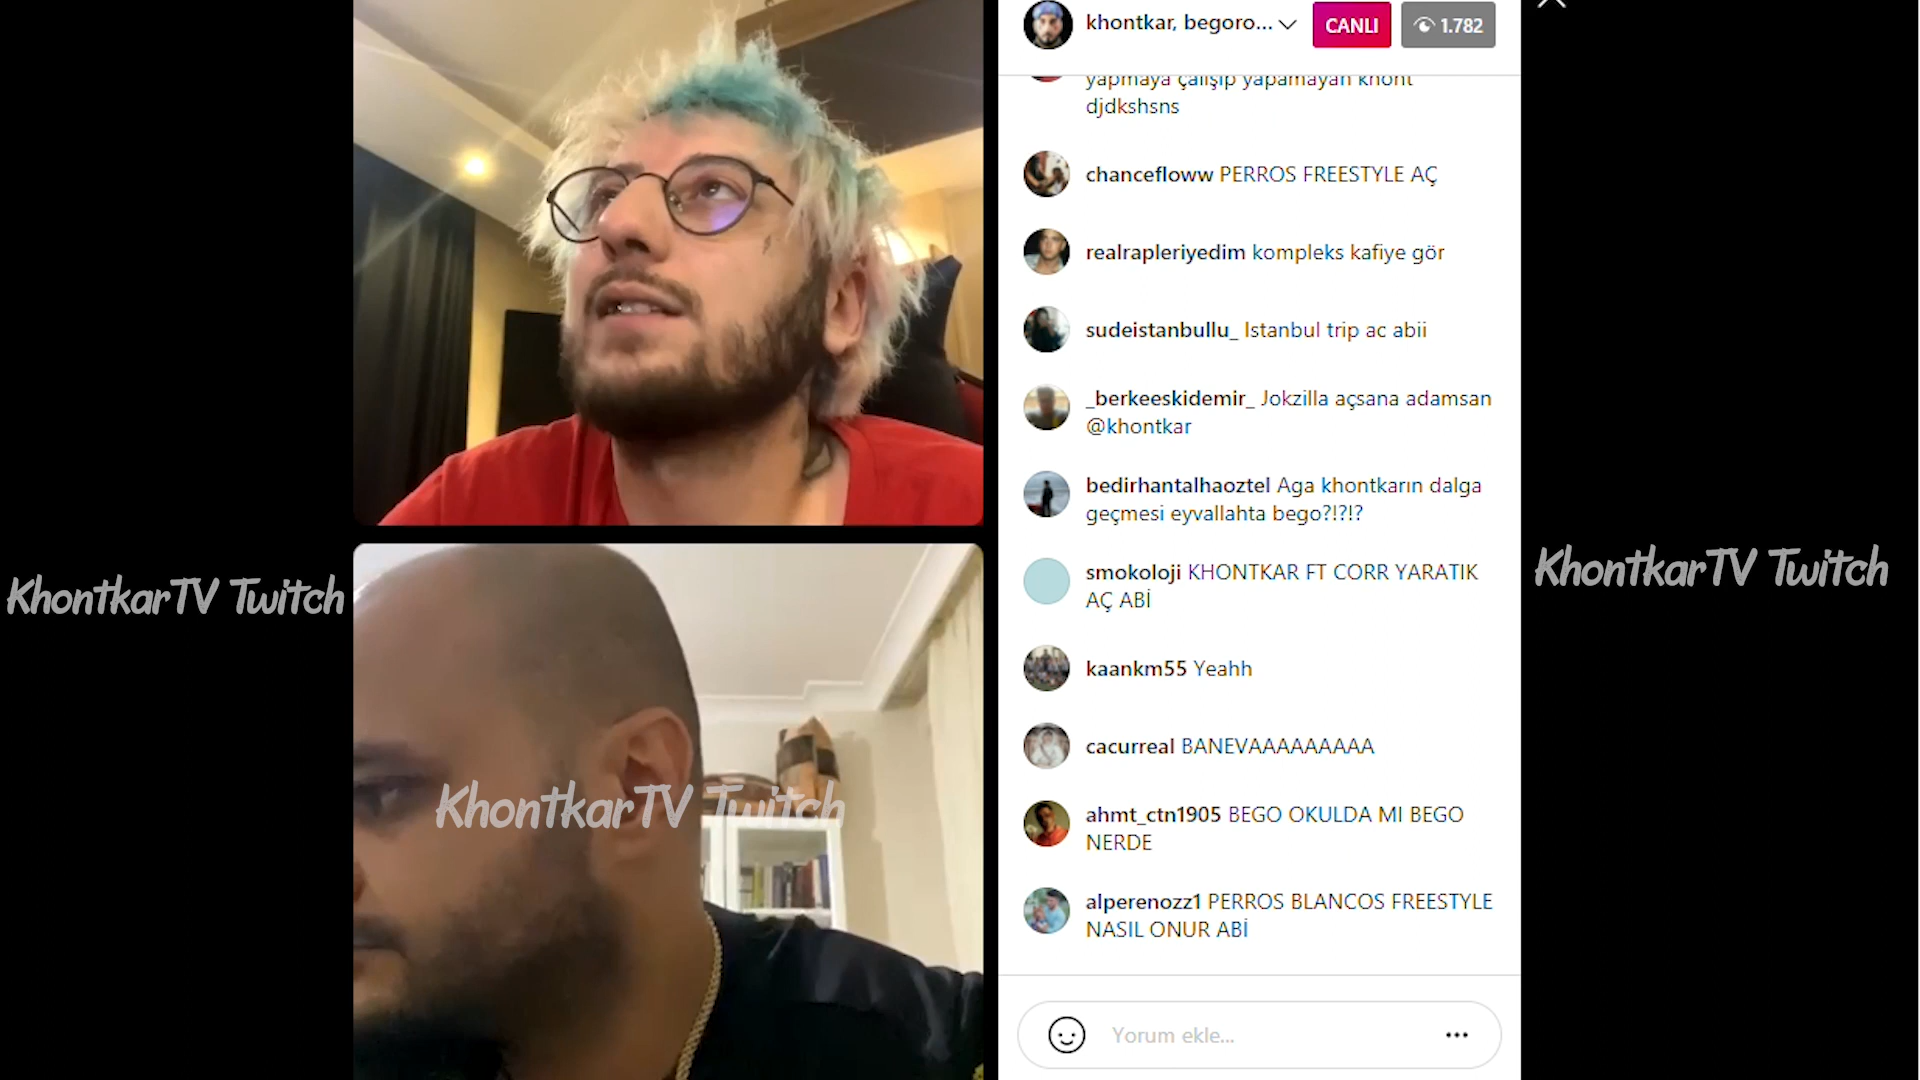 khontkar, begoro...
CANLI
1.782
yapmaya çalışıp yapamayan khont
djdkshsns
chancefloww PERROS FREESTYLE AÇ
realrapleriyedim kompleks kafiye gör
sudeistanbullu_ Istanbul trip ac abii
_berkeeskidemir_ Jokzilla açsana adamsan
@khontkar
bedirhantalhaoztel Aga khontkarın dalga
geçmesi eyvallahta bego?!?!?
smokoloji KHONTKAR FT CORR YARATIK
AÇ ABİ
kaankm55 Yeahh
cacurreal BANEVAAAAAAAAA
ahmt_ctn1905 BEGO OKULDA MI BEGO
NERDE
alperenozz1 PERROS BLANCOS FREESTYLE
NASIL ONUR ABİ
Yorum ekle...
KhontkarTV Twitch
KhontkarTV Twitch
KhontkarTV Twitch